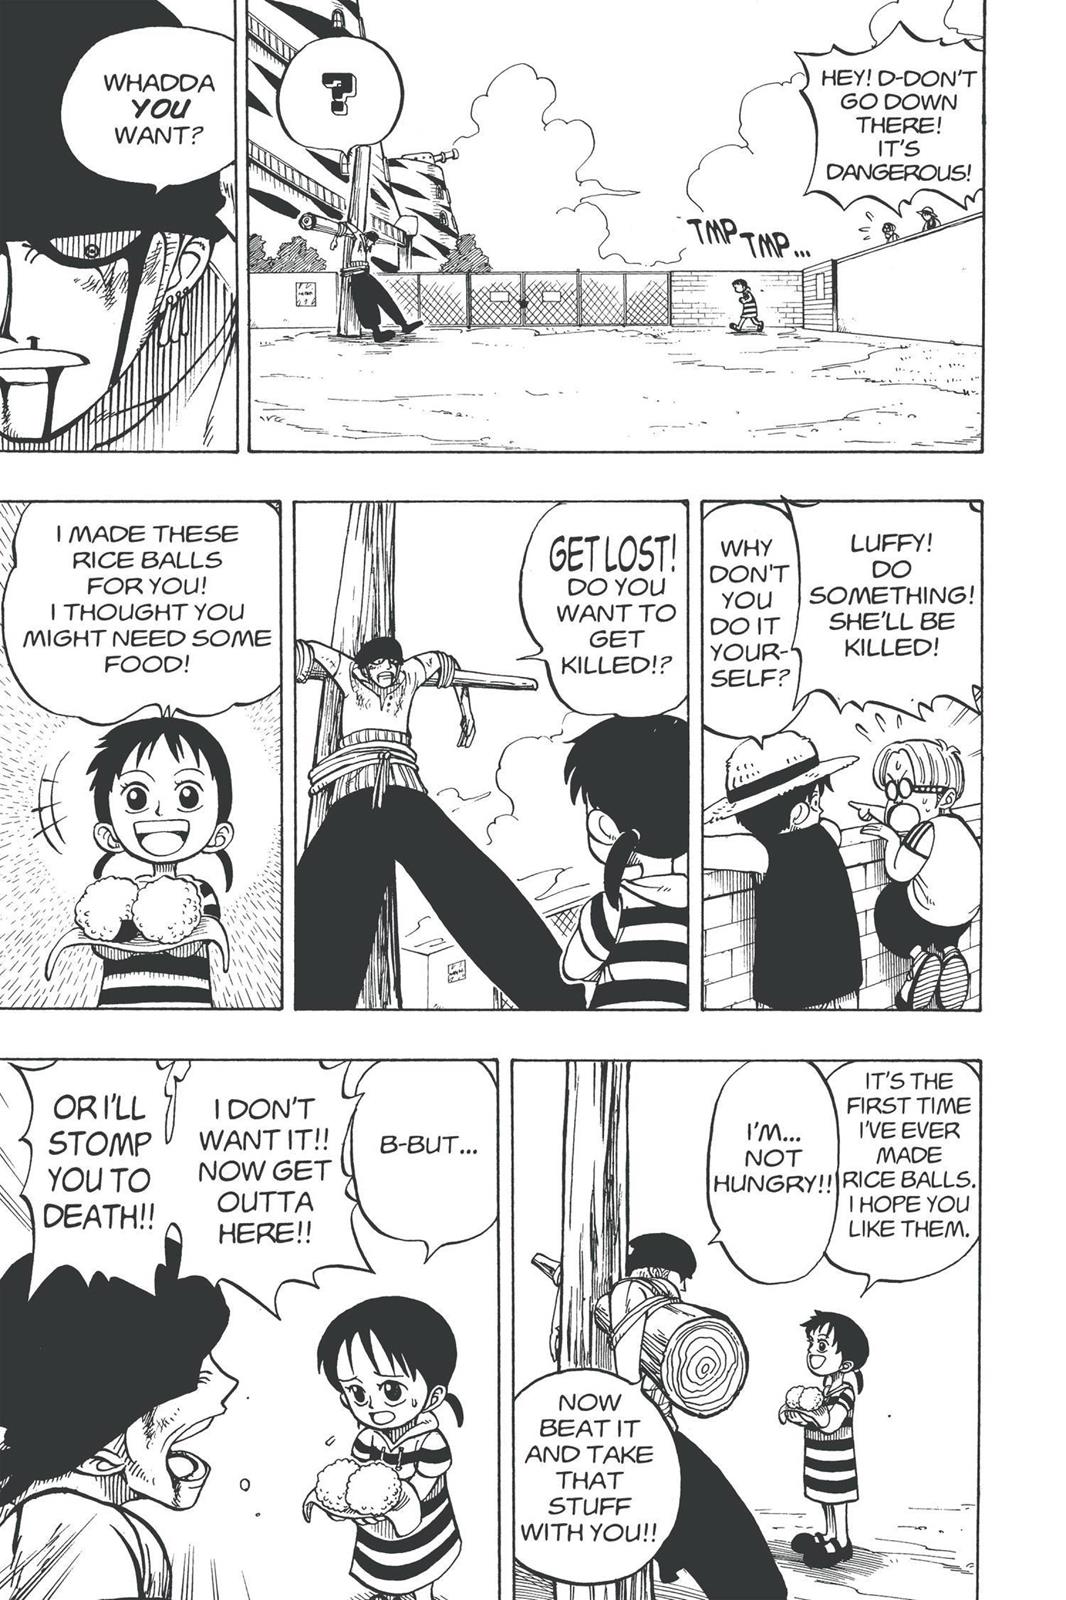 HEY! D-DON'T
GO DOWN
THERE!
IT'S
DANGEROUS!
TMP TMP...
?
WHADDA
YOU
WANT?
LUFFY!
DO
SOMETHING!
SHE'LL BE
KILLED!
WHY
DON'T
YOU
DO IT
YOUR-
SELF?
GET LOST!
DO YOU
WANT TO
GET
KILLED!?
I MADE THESE
RICE BALLS
FOR YOU!
I THOUGHT YOU
MIGHT NEED SOME
FOOD!
IT'S THE
FIRST TIME
I'VE EVER
MADE
RICE BALLS.
I HOPE YOU
LIKE THEM.
I'M...
NOT
HUNGRY!!
NOW
BEAT IT
AND TAKE
THAT
STUFF
WITH YOU!!
B-BUT...
I DON'T
WANT IT!!
NOW GET
OUTTA
HERE!!
OR I'LL
STOMP
YOU TO
DEATH!!